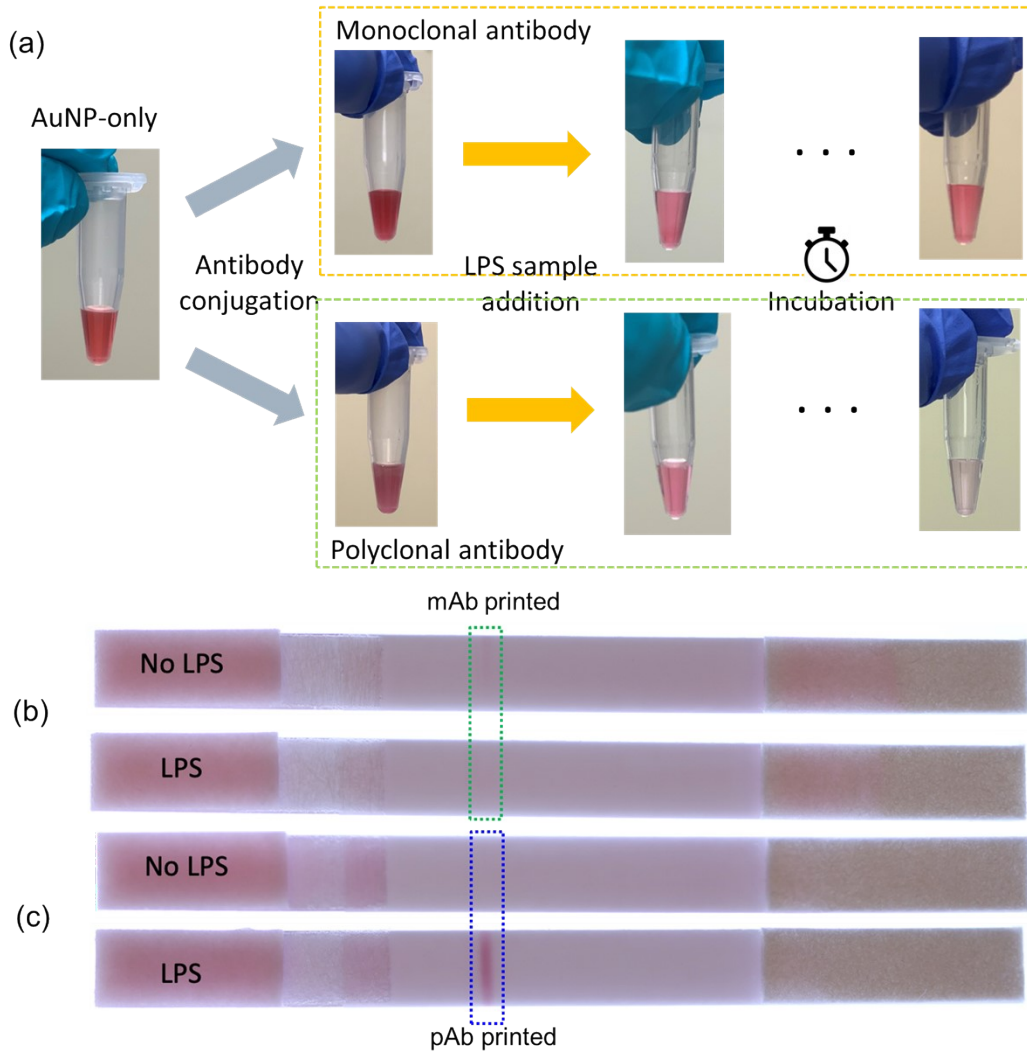 (a)
Monoclonal antibody
AuNP-only
. . .
Antibody
conjugation
LPS sample
addition
Incubation
. . .
Polyclonal antibody
mAb printed
No LPS
(b)
LPS
No LPS
(c)
LPS
pAb printed